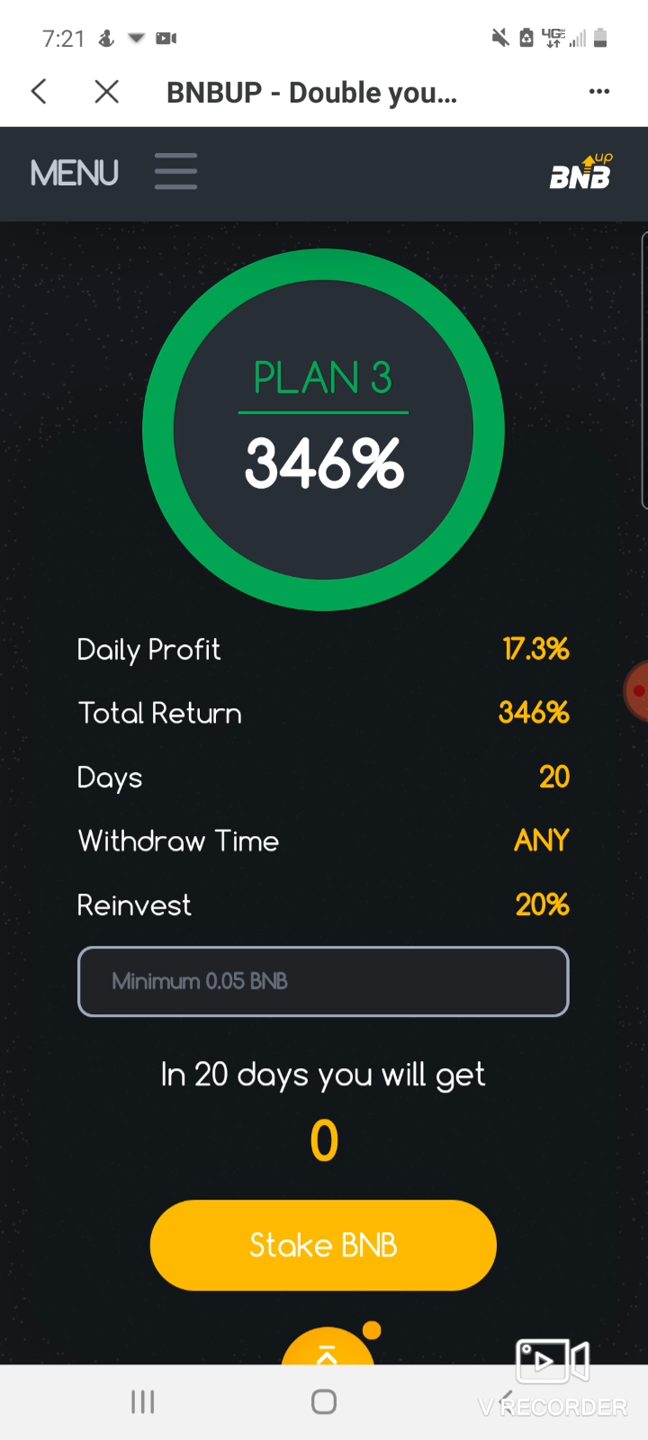 7:21
4GE
BNBUP - Double you...
MENU
BNB up
PLAN 3
346%
Daily Profit 17.3%
Total Return 346%
Days 20
Withdraw Time ANY
Reinvest 20%
Minimum 0.05 BNB
In 20 days you will get
0
Stake BNB
V RECORDER